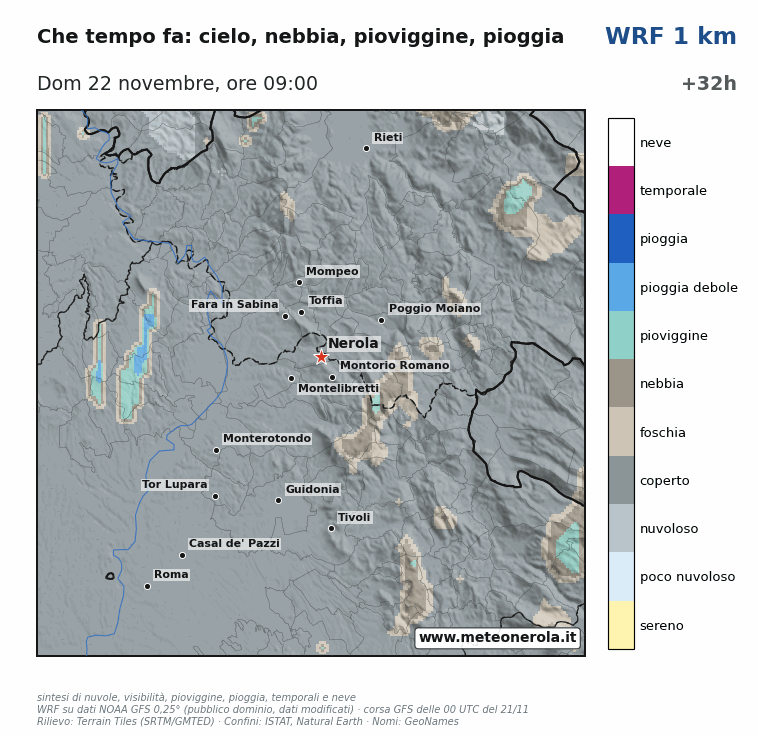 Che tempo fa: cielo, nebbia, pioviggine, pioggia
WRF 1 km
Dom 22 novembre, ore 09:00
+32h
Rieti
Mompeo
Fara in Sabina
Toffia
Poggio Moiano
Nerola
Montorio Romano
Montelibretti
Monterotondo
Tor Lupara
Guidonia
Tivoli
Casal de' Pazzi
Roma
www.meteonerola.it
neve
temporale
pioggia
pioggia debole
pioviggine
nebbia
foschia
coperto
nuvoloso
poco nuvoloso
sereno
sintesi di nuvole, visibilità, pioviggine, pioggia, temporali e neve
WRF su dati NOAA GFS 0,25° (pubblico dominio, dati modificati) · corsa GFS delle 00 UTC del 21/11
Rilievo: Terrain Tiles (SRTM/GMTED) · Confini: ISTAT, Natural Earth · Nomi: GeoNames